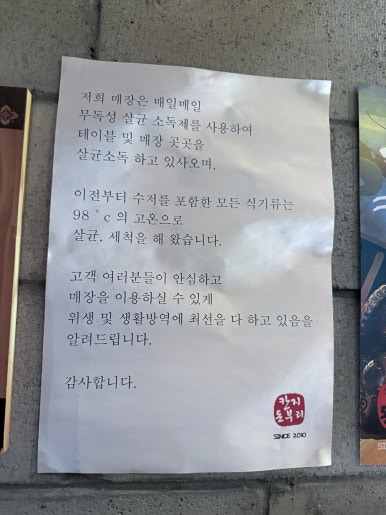 저희 매장은 매일매일
무독성 살균 소독제를 사용하여
테이블 및 매장 곳곳을
살균소독 하고 있사오며,
이전부터 수저를 포함한 모든 식기류는
98 ˚c 의 고온으로
살균, 세척을 해 왔습니다.
고객 여러분들이 안심하고
매장을 이용하실 수 있게
위생 및 생활방역에 최선을 다 하고 있음을
알려드립니다.
감사합니다.
칸지
돈부리
SINCE 2010